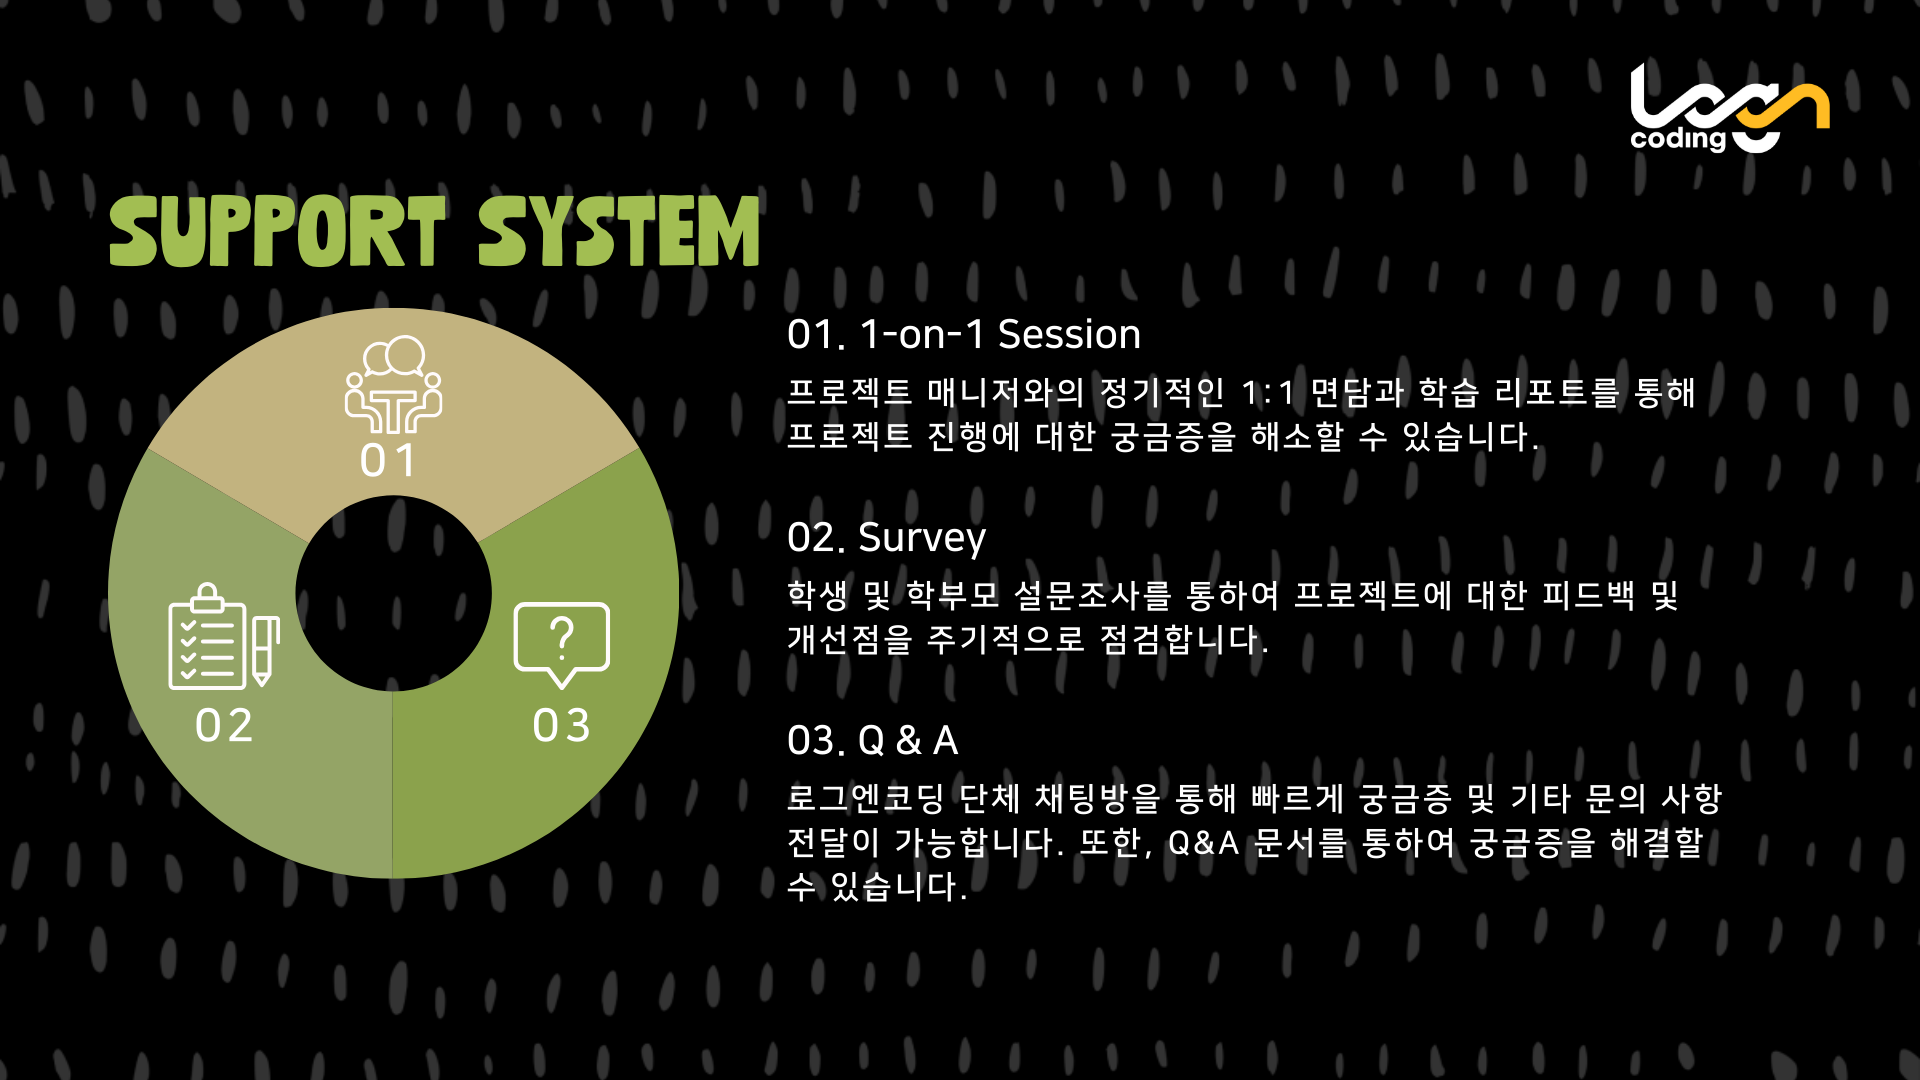 Logn
coding
SUPPORT SYSTEM
01
02
03
01. 1-on-1 Session
프로젝트 매니저와의 정기적인 1:1 면담과 학습 리포트를 통해
프로젝트 진행에 대한 궁금증을 해소할 수 있습니다.
02. Survey
학생 및 학부모 설문조사를 통하여 프로젝트에 대한 피드백 및
개선점을 주기적으로 점검합니다.
03. Q & A
로그엔코딩 단체 채팅방을 통해 빠르게 궁금증 및 기타 문의 사항
전달이 가능합니다. 또한, Q&A 문서를 통하여 궁금증을 해결할
수 있습니다.